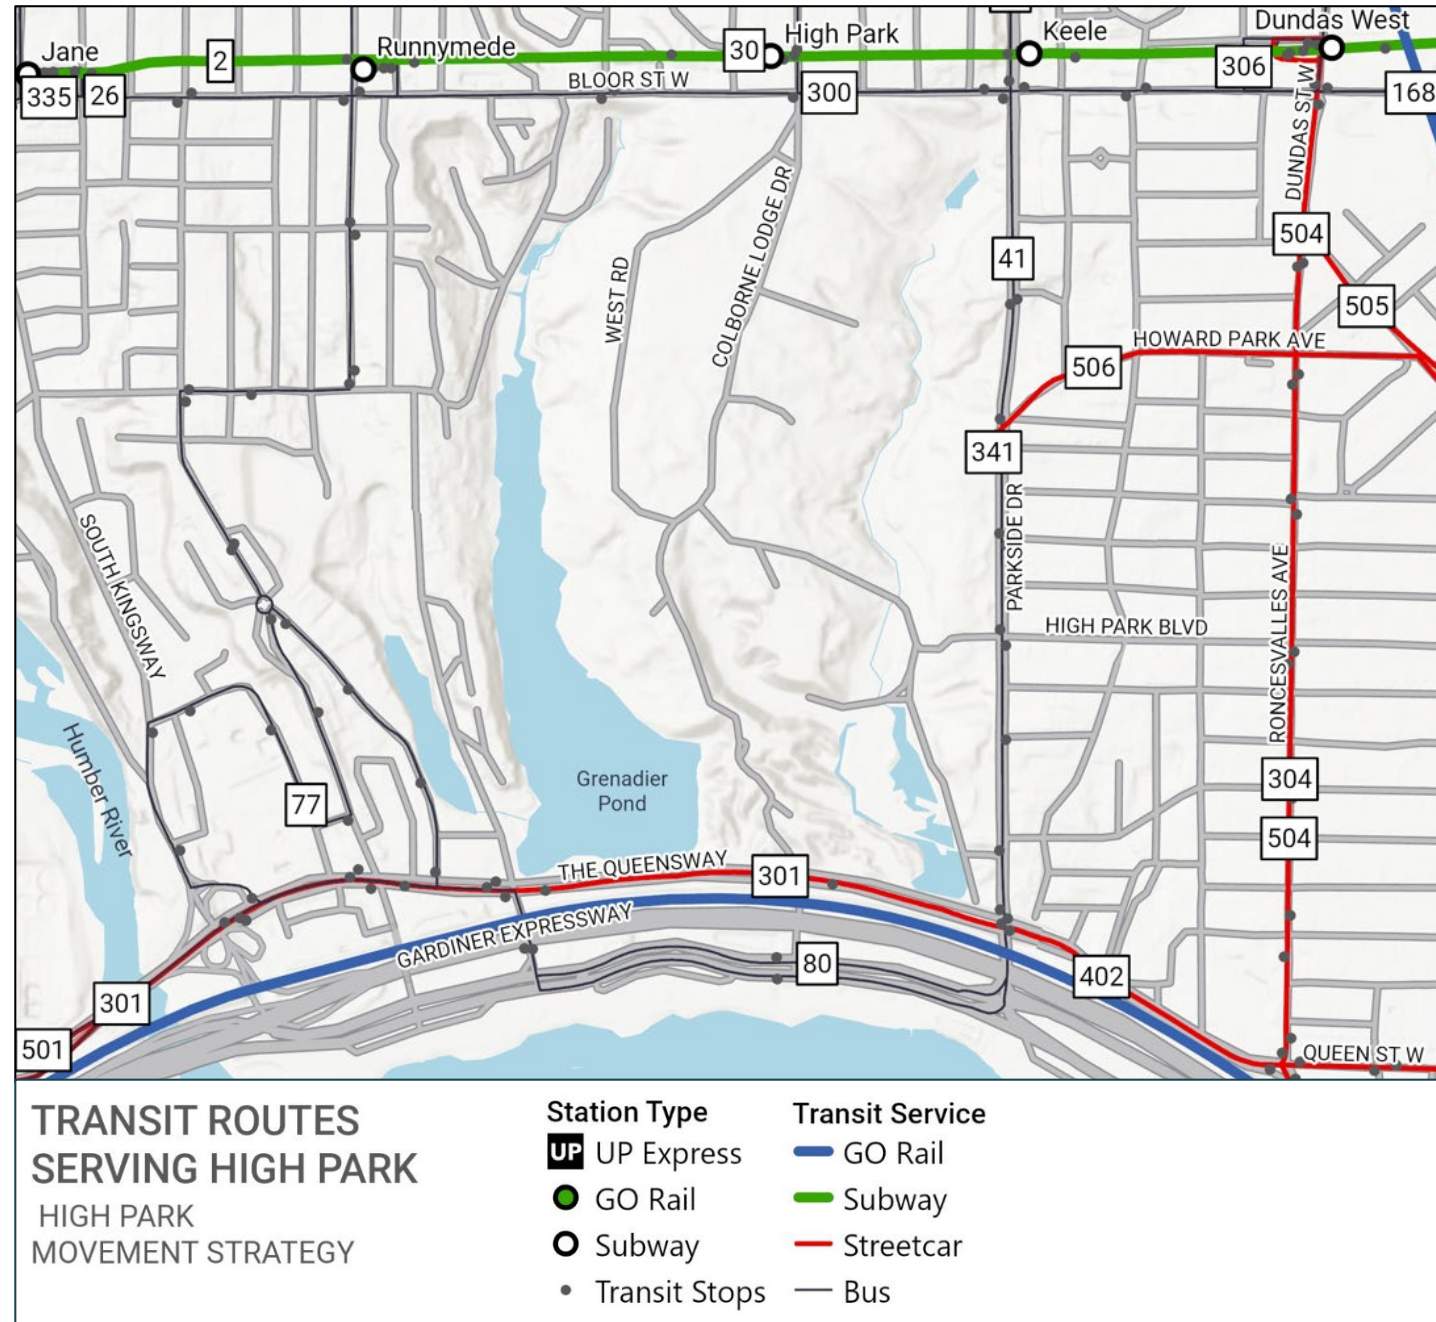 Jane
2
Runnymede
30
High Park
Keele
Dundas West
306
335
26
BLOOR ST W
300
168
DUNDAS ST W
COLBORNE LODGE DR
WEST RD
41
504
505
HOWARD PARK AVE
506
341
SOUTH KINGSWAY
PARKSIDE DR
RONCESVALLES AVE
HIGH PARK BLVD
Humber River
Grenadier
Pond
77
304
504
THE QUEENSWAY
301
GARDINER EXPRESSWAY
80
402
301
501
QUEEN ST W
TRANSIT ROUTES
SERVING HIGH PARK
HIGH PARK
MOVEMENT STRATEGY
Station Type
UP UP Express
GO Rail
Subway
Transit Stops
Transit Service
GO Rail
Subway
Streetcar
Bus